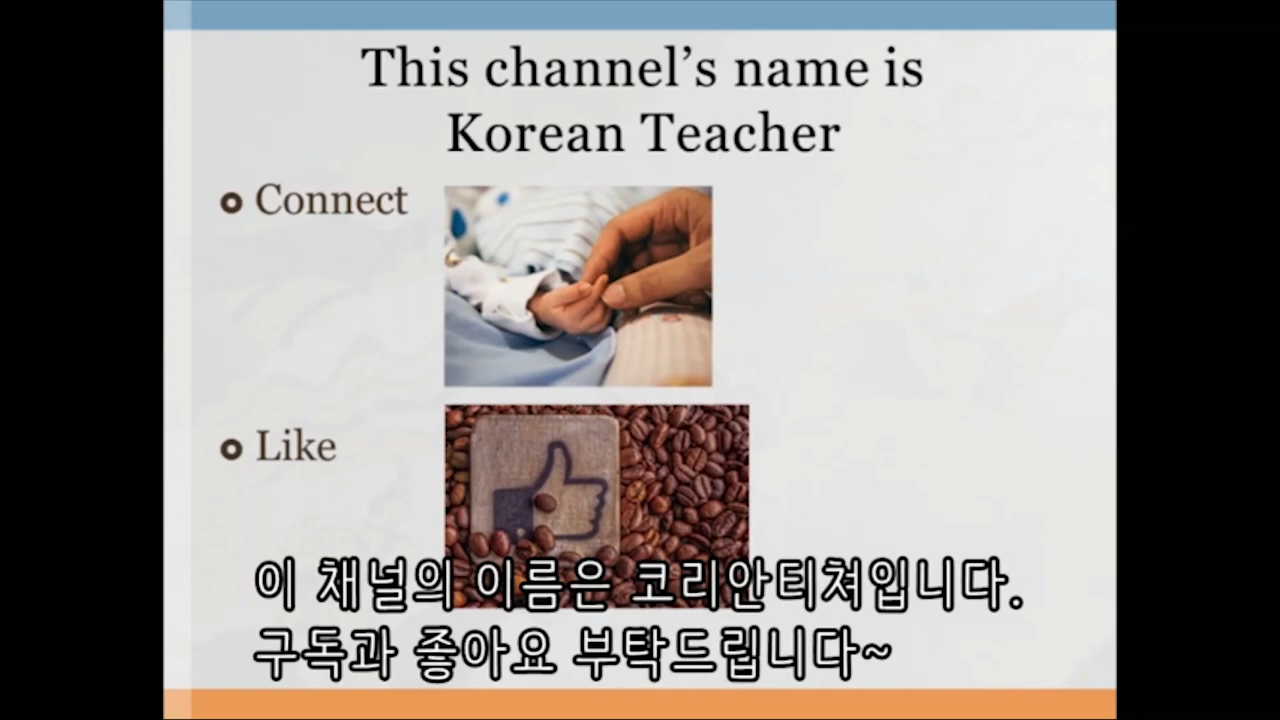 This channel’s name is
Korean Teacher
Connect
Like
이 채널의 이름은 코리안티쳐입니다.
구독과 좋아요 부탁드립니다~